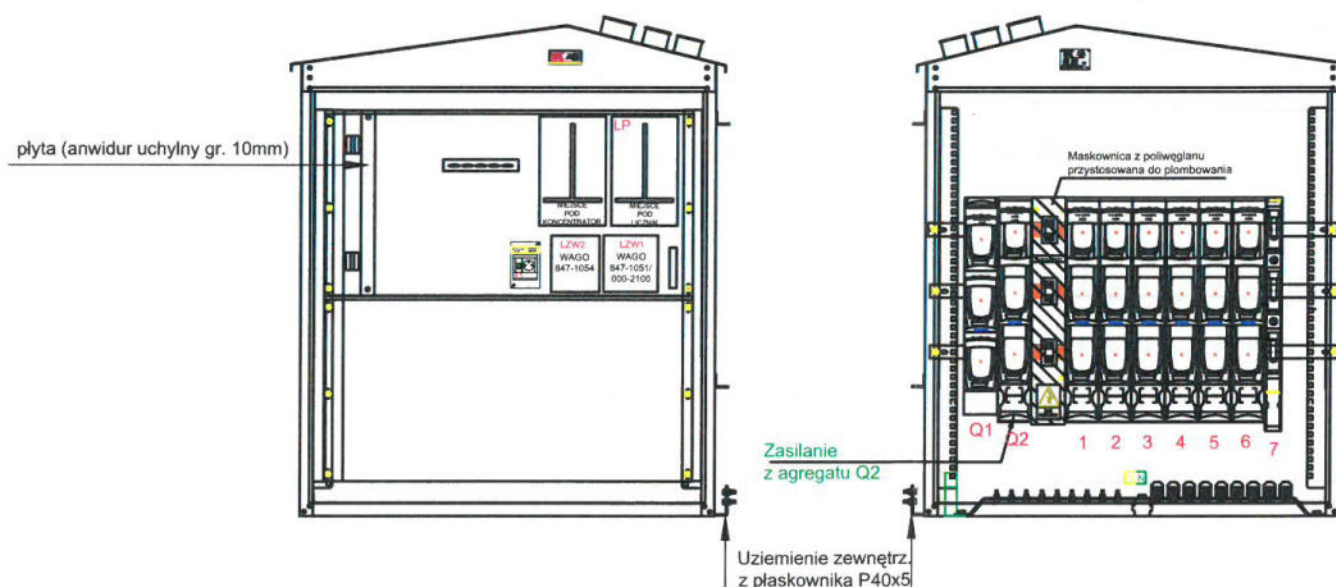 płyta (anwidur uchylny gr. 10mm)
LP
MIEJSCE
POD
KONCENTRATOR
MIEJSCE
POD
LICZNIK
LZW2
WAGO
847-1054
LZW1
WAGO
847-1051/
000-2100
Maskownica z poliwęglanu
przystosowana do plombowania
Q1
Q2
1
2
3
4
5
6
7
Zasilanie
z agregatu Q2
Uziemienie zewnętrz.
z płaskownika P40x5